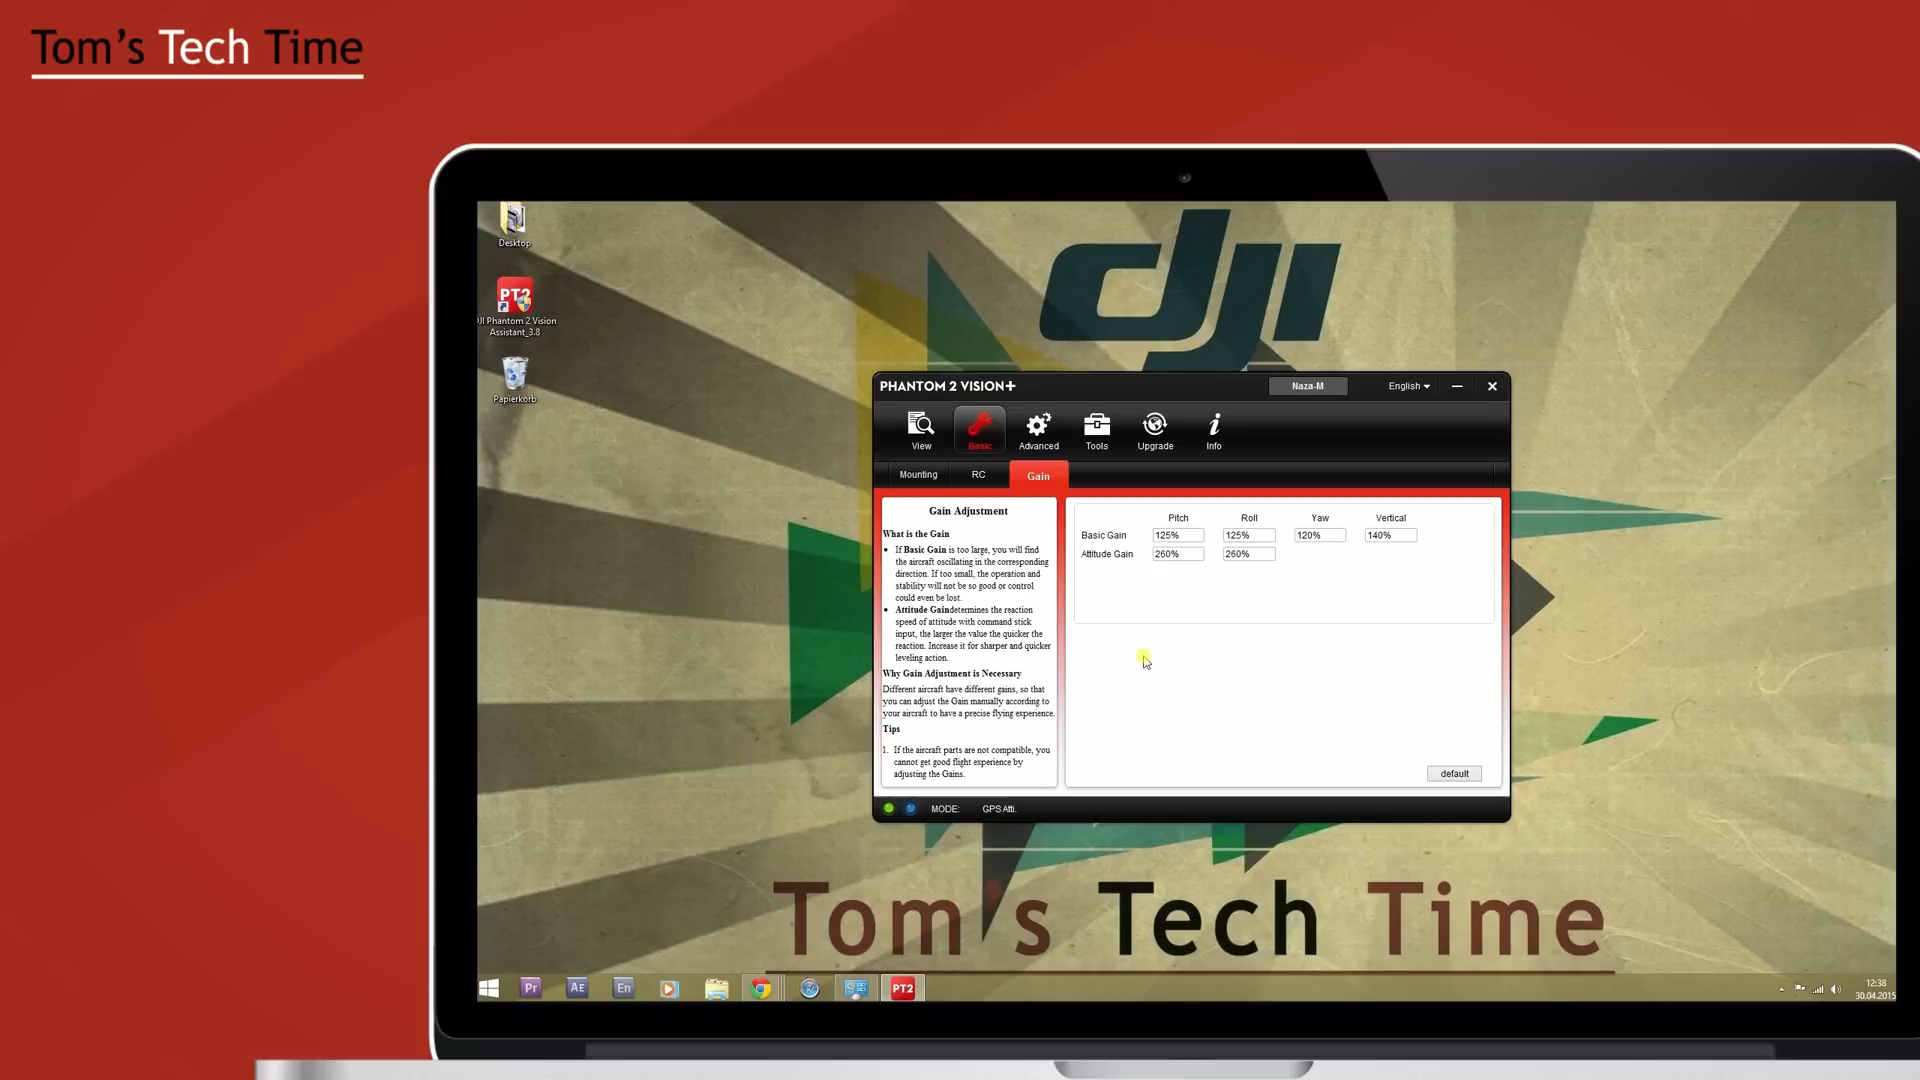 Tom's Tech Time
dji
Desktop
PT2
DJI Phantom 2 Vision
Assistant_3.8
Papierkorb
PHANTOM 2 VISION+
Naza-M
English
View
Basic
Advanced
Tools
Upgrade
Info
Mounting
RC
Gain
Gain Adjustment
What is the Gain
If Basic Gain is too large, you will find
the aircraft oscillating in the corresponding
direction. If too small, the operation and
stability will not be so good or control
could even be lost.
Attitude Gaindetermines the reaction
speed of attitude with command stick
input, the larger the value the quicker the
reaction. Increase it for sharper and quicker
leveling action.
Why Gain Adjustment is Necessary
Different aircraft have different gains, so that
you can adjust the Gain manually according to
your aircraft to have a precise flying experience.
Tips
1. If the aircraft parts are not compatible, you
cannot get good flight experience by
adjusting the Gains.
Pitch Roll Yaw Vertical
Basic Gain 125% 125% 120% 140%
Attitude Gain 260% 260%
default
MODE: GPS Atti.
Tom's Tech Time
Pr
AE
En
PT2
12:38
30.04.2015